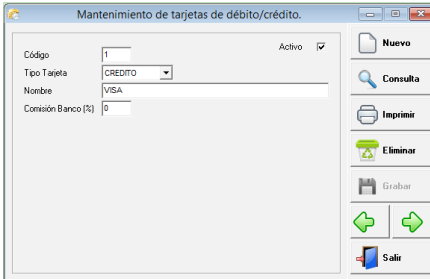 Mantenimiento de tarjetas de débito/crédito.
Código 1 Activo
Tipo Tarjeta CREDITO
Nombre VISA
Comisión Banco (%) 0
Nuevo
Consulta
Imprimir
Eliminar
Grabar
Salir